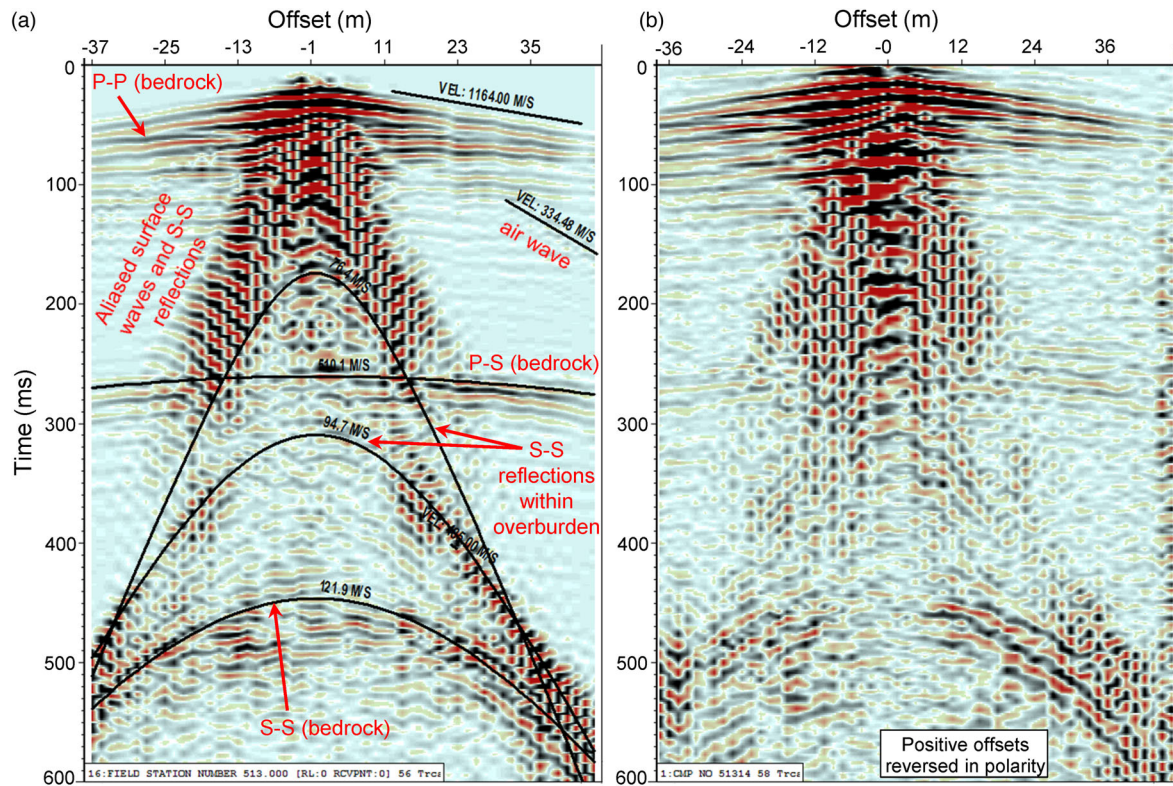 (a)
Offset (m)
-37 -25 -13 -1 11 23 35
Time (ms)
0
100
200
300
400
500
600
P-P (bedrock)
VEL: 1164.00 M/S
VEL: 334.48 M/S
air wave
Aliased surface
waves and S-S
reflections
76.4 M/S
510.1 M/S
P-S (bedrock)
94.7 M/S
S-S
reflections
within
overburden
121.9 M/S
S-S (bedrock)
16:FIELD STATION NUMBER 513.000 [RL:0 RCVPNT:0] 56 Trca
(b)
Offset (m)
-36 -24 -12 -0 12 24 36
0
100
200
300
400
500
600
Positive offsets
reversed in polarity
1:CMP NO 51314 58 Trca